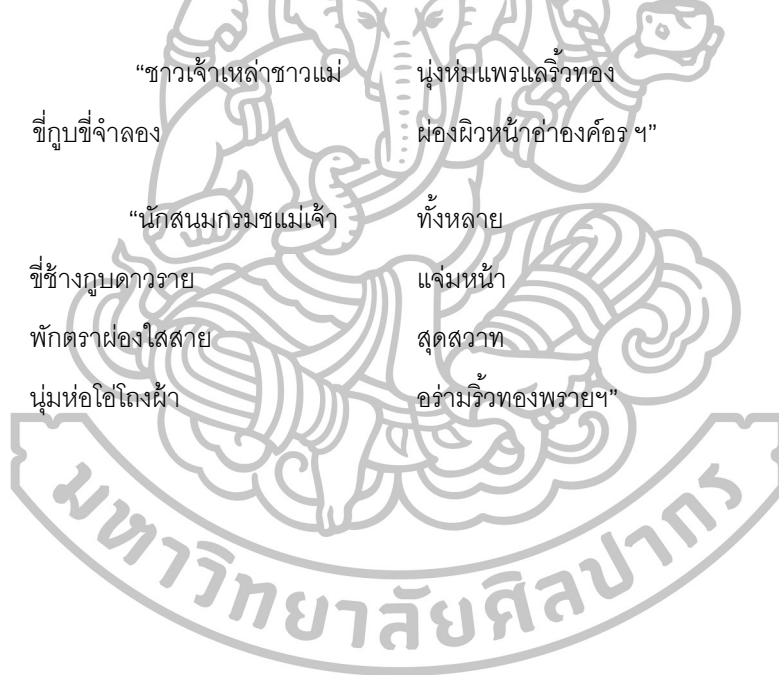 “ชาวเจ้าเหล่าชาวแม่ นุ่งห่มแพรแลริ้วทอง
ขี่กูบขี่จำลอง ผ่องผิวหน้าอ่าองค์อร ฯ”
“นักสนมกรมชแม่เจ้า ทั้งหลาย
ขี่ช้างกูบดาวราย แจ่มหน้า
พักตราผ่องใสสาย สุดสวาท
นุ่มห่อโอ่โถงผ้า อร่ามริ้วทองพรายฯ”
มหาวิทยาลัยศิลปากร